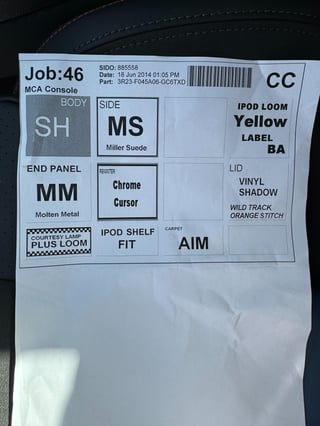 Job:46
SIDO: 885558
Date: 18 Jun 2014 01:05 PM
Part: 3R23-F045A06-GC6TXD
CC
MCA Console
BODY
SH
SIDE
MS
Miller Suede
IPOD LOOM
Yellow
LABEL
BA
END PANEL
MM
Molten Metal
Chrome
Cursor
LID
VINYL
SHADOW
WILD TRACK
ORANGE STITCH
COURTESY LAMP
PLUS LOOM
IPOD SHELF
FIT
CARPET
AIM